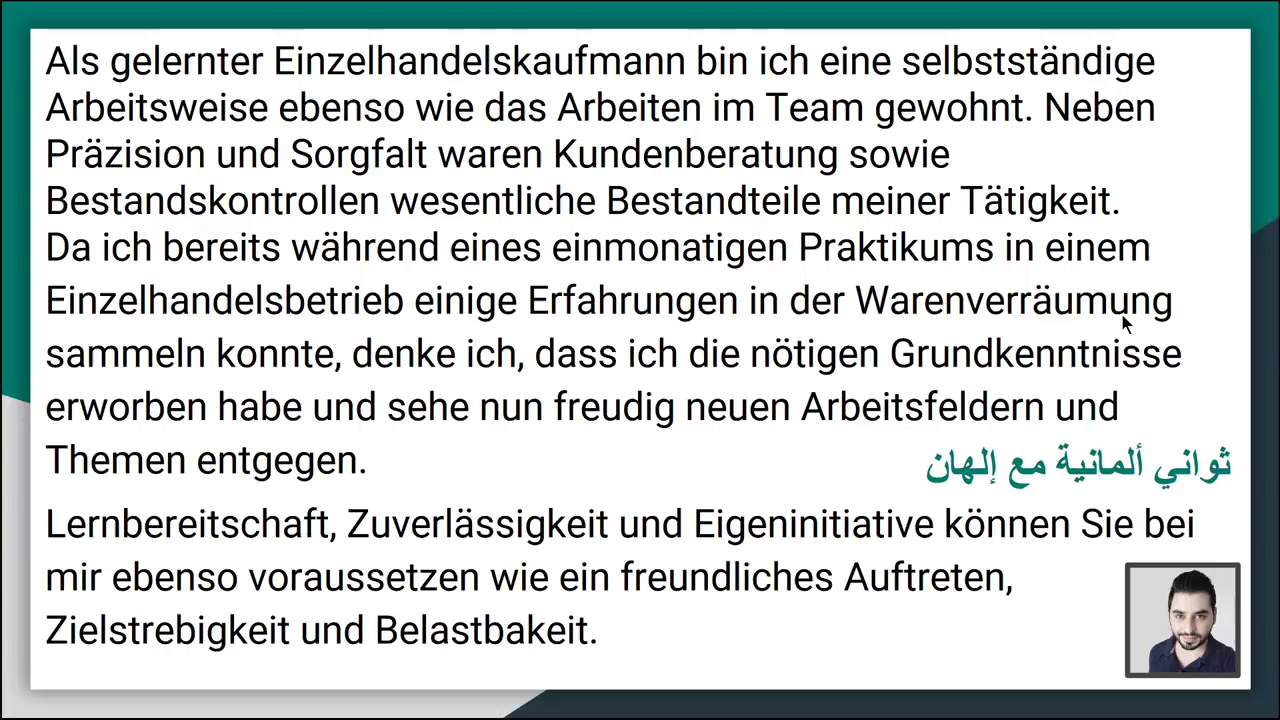 Als gelernter Einzelhandelskaufmann bin ich eine selbstständige
Arbeitsweise ebenso wie das Arbeiten im Team gewohnt. Neben
Präzision und Sorgfalt waren Kundenberatung sowie
Bestandskontrollen wesentliche Bestandteile meiner Tätigkeit.
Da ich bereits während eines einmonatigen Praktikums in einem
Einzelhandelsbetrieb einige Erfahrungen in der Warenverräumung
sammeln konnte, denke ich, dass ich die nötigen Grundkenntnisse
erworben habe und sehe nun freudig neuen Arbeitsfeldern und
Themen entgegen.
ثواني ألمانية مع إلهان
Lernbereitschaft, Zuverlässigkeit und Eigeninitiative können Sie bei
mir ebenso voraussetzen wie ein freundliches Auftreten,
Zielstrebigkeit und Belastbakeit.